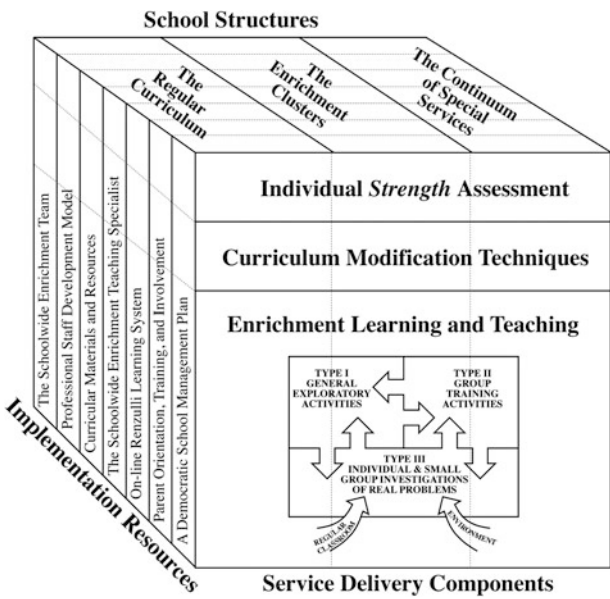 School Structures
The
Regular
Curriculum
The
Enrichment
Clusters
The Continuum
of Special
Services
Individual Strength Assessment
Curriculum Modification Techniques
Enrichment Learning and Teaching
TYPE I
GENERAL
EXPLORATORY
ACTIVITIES
TYPE II
GROUP
TRAINING
ACTIVITIES
TYPE III
INDIVIDUAL & SMALL
GROUP INVESTIGATIONS
OF REAL PROBLEMS
REGULAR
CLASSROOM
ENVIRONMENT
The Schoolwide Enrichment Team
Professional Staff Development Model
Curricular Materials and Resources
The Schoolwide Enrichment Teaching Specialist
On-line Renzulli Learning System
Parent Orientation, Training, and Involvement
A Democratic School Management Plan
Implementation Resources
Service Delivery Components